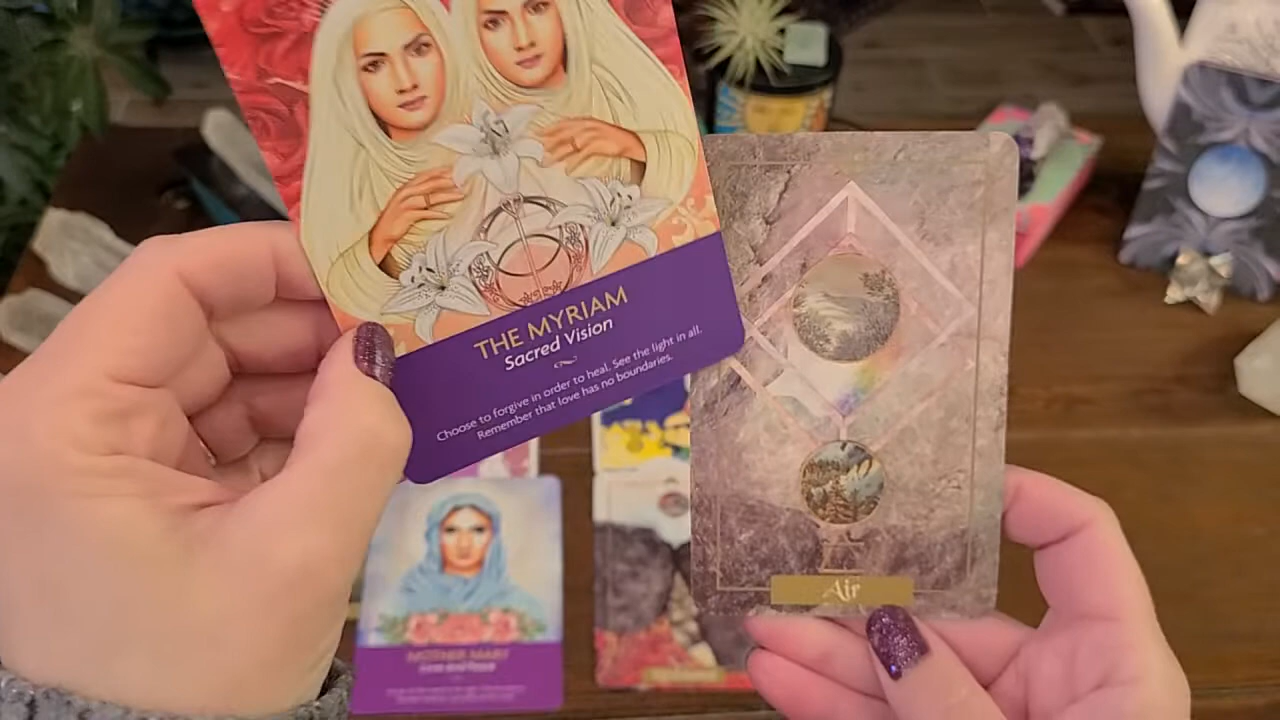 THE MYRIAM
Sacred Vision
Choose to forgive in order to heal. See the light in all.
Remember that love has no boundaries.
Air
MOTHER MARY